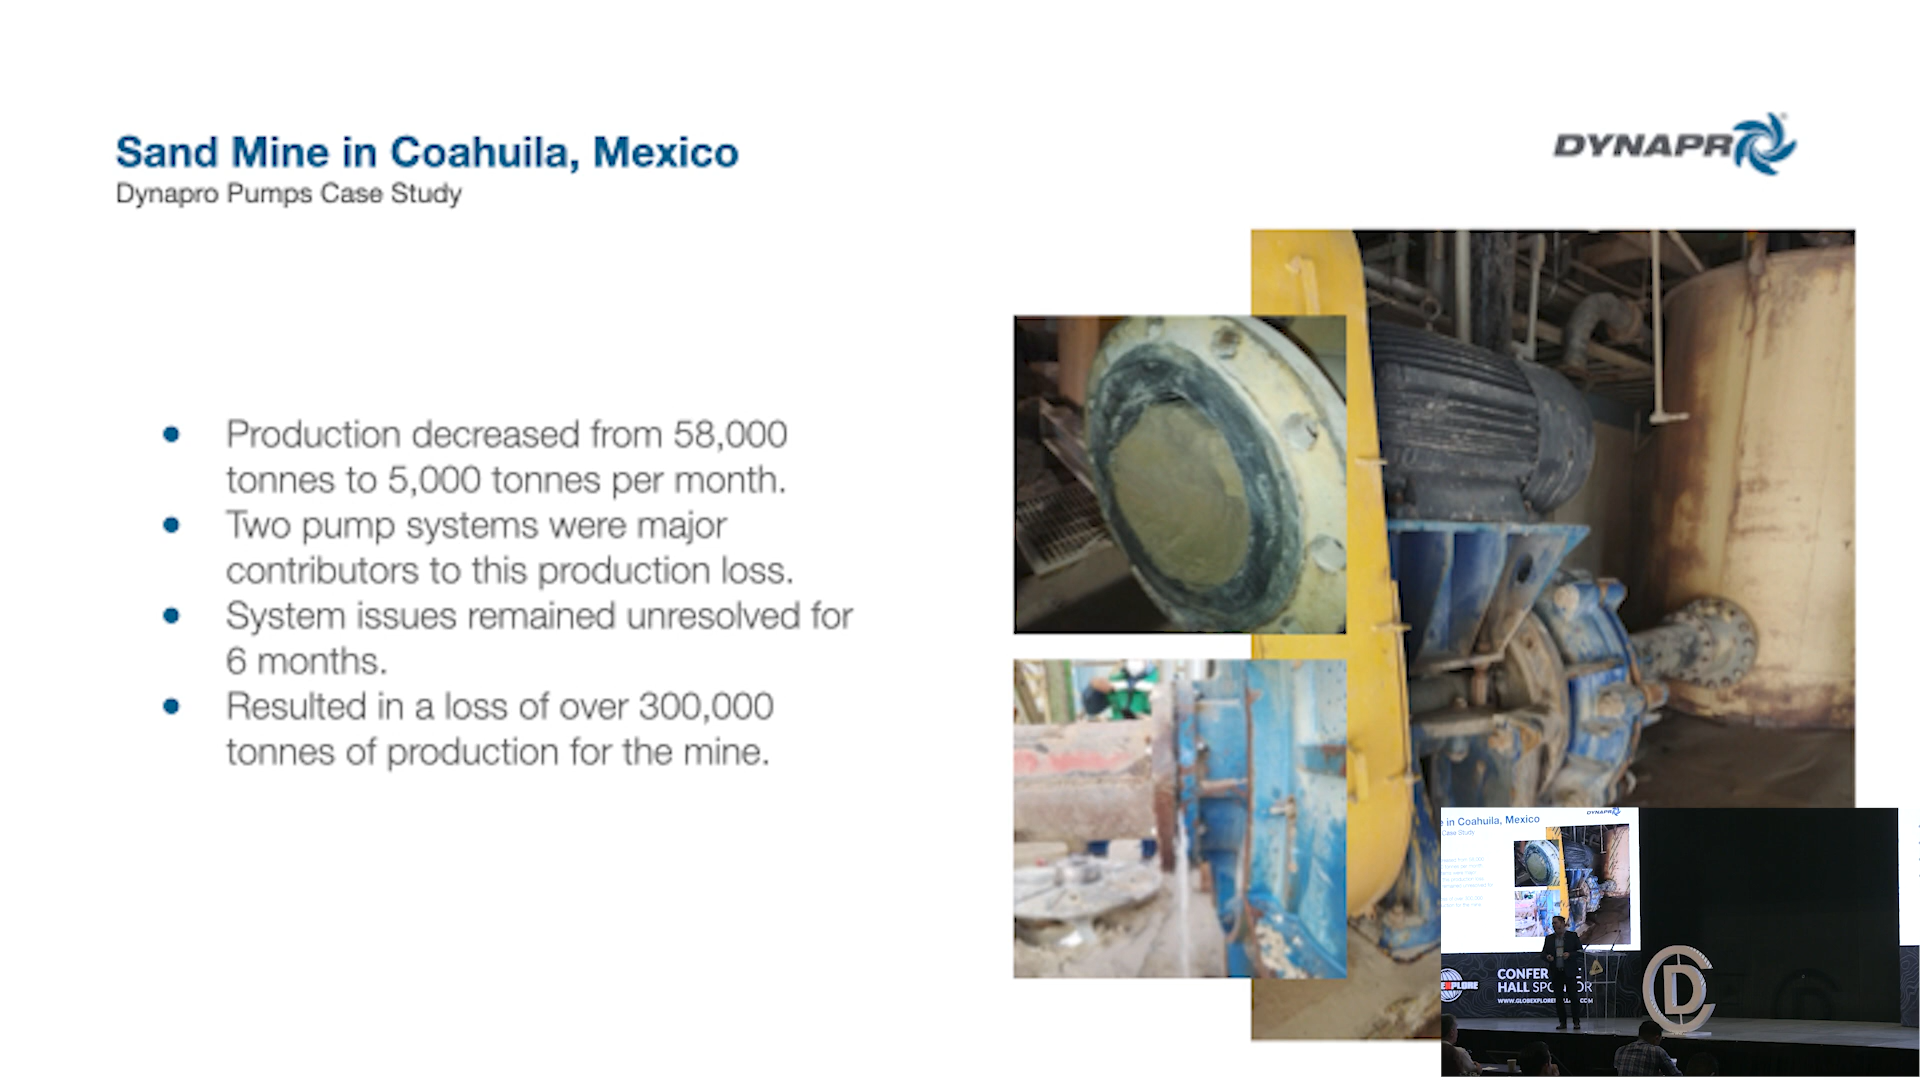 Sand Mine in Coahuila, Mexico
Dynapro Pumps Case Study
DYNAPRO
Production decreased from 58,000
tonnes to 5,000 tonnes per month.
Two pump systems were major
contributors to this production loss.
System issues remained unresolved for
6 months.
Resulted in a loss of over 300,000
tonnes of production for the mine.
in Coahuila, Mexico
Case Study
DYNAPRO
CONFER
HALL SP